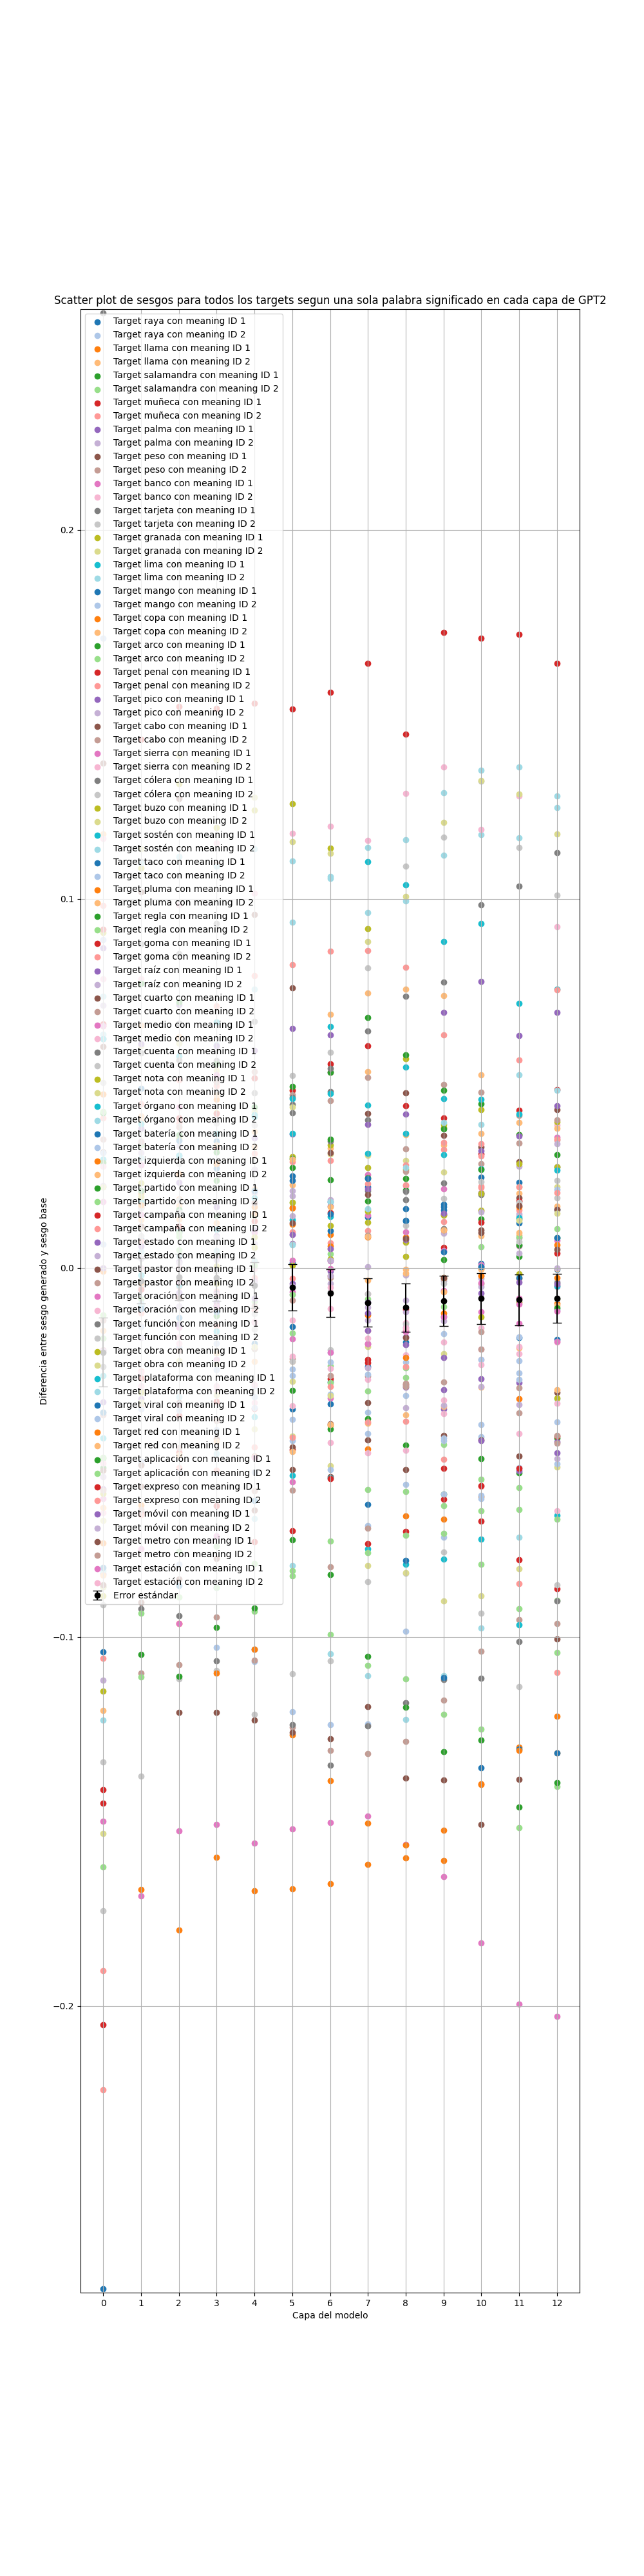 Scatter plot de sesgos para todos los targets segun una sola palabra significado en cada capa de GPT2
Target raya con meaning ID 1
Target raya con meaning ID 2
Target llama con meaning ID 1
Target llama con meaning ID 2
Target salamandra con meaning ID 1
Target salamandra con meaning ID 2
Target muñeca con meaning ID 1
Target muñeca con meaning ID 2
Target palma con meaning ID 1
Target palma con meaning ID 2
Target peso con meaning ID 1
Target peso con meaning ID 2
Target banco con meaning ID 1
Target banco con meaning ID 2
Target tarjeta con meaning ID 1
Target tarjeta con meaning ID 2
Target granada con meaning ID 1
Target granada con meaning ID 2
Target lima con meaning ID 1
Target lima con meaning ID 2
Target mango con meaning ID 1
Target mango con meaning ID 2
Target copa con meaning ID 1
Target copa con meaning ID 2
Target arco con meaning ID 1
Target arco con meaning ID 2
Target penal con meaning ID 1
Target penal con meaning ID 2
Target pico con meaning ID 1
Target pico con meaning ID 2
Target cabo con meaning ID 1
Target cabo con meaning ID 2
Target sierra con meaning ID 1
Target sierra con meaning ID 2
Target cólera con meaning ID 1
Target cólera con meaning ID 2
Target buzo con meaning ID 1
Target buzo con meaning ID 2
Target sostén con meaning ID 1
Target sostén con meaning ID 2
Target taco con meaning ID 1
Target taco con meaning ID 2
Target pluma con meaning ID 1
Target pluma con meaning ID 2
Target regla con meaning ID 1
Target regla con meaning ID 2
Target goma con meaning ID 1
Target goma con meaning ID 2
Target raíz con meaning ID 1
Target raíz con meaning ID 2
Target cuarto con meaning ID 1
Target cuarto con meaning ID 2
Target medio con meaning ID 1
Target medio con meaning ID 2
Target cuenta con meaning ID 1
Target cuenta con meaning ID 2
Target nota con meaning ID 1
Target nota con meaning ID 2
Target órgano con meaning ID 1
Target órgano con meaning ID 2
Target batería con meaning ID 1
Target batería con meaning ID 2
Target izquierda con meaning ID 1
Target izquierda con meaning ID 2
Target partido con meaning ID 1
Target partido con meaning ID 2
Target campaña con meaning ID 1
Target campaña con meaning ID 2
Target estado con meaning ID 1
Target estado con meaning ID 2
Target pastor con meaning ID 1
Target pastor con meaning ID 2
Target oración con meaning ID 1
Target oración con meaning ID 2
Target función con meaning ID 1
Target función con meaning ID 2
Target obra con meaning ID 1
Target obra con meaning ID 2
Target plataforma con meaning ID 1
Target plataforma con meaning ID 2
Target viral con meaning ID 1
Target viral con meaning ID 2
Target red con meaning ID 1
Target red con meaning ID 2
Target aplicación con meaning ID 1
Target aplicación con meaning ID 2
Target expreso con meaning ID 1
Target expreso con meaning ID 2
Target móvil con meaning ID 1
Target móvil con meaning ID 2
Target metro con meaning ID 1
Target metro con meaning ID 2
Target estación con meaning ID 1
Target estación con meaning ID 2
Error estándar
0.2
0.1
0.0
−0.1
−0.2
Diferencia entre sesgo generado y sesgo base
0 1 2 3 4 5 6 7 8 9 10 11 12
Capa del modelo